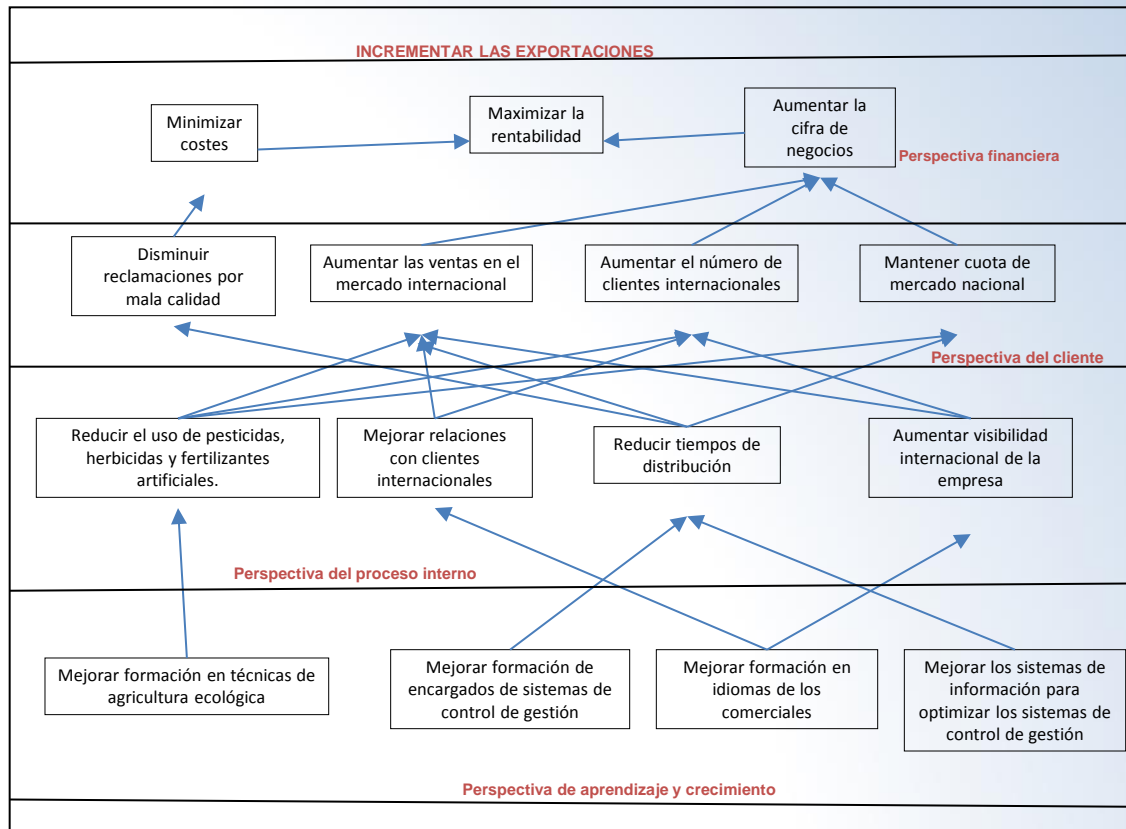 INCREMENTAR LAS EXPORTACIONES
Minimizar
costes
Maximizar la
rentabilidad
Aumentar la
cifra de
negocios
Perspectiva financiera
Disminuir
reclamaciones por
mala calidad
Aumentar las ventas en el
mercado internacional
Aumentar el número de
clientes internacionales
Mantener cuota de
mercado nacional
Perspectiva del cliente
Reducir el uso de pesticidas,
herbicidas y fertilizantes
artificiales.
Mejorar relaciones
con clientes
internacionales
Reducir tiempos de
distribución
Aumentar visibilidad
internacional de la
empresa
Perspectiva del proceso interno
Mejorar formación en técnicas de
agricultura ecológica
Mejorar formación de
encargados de sistemas de
control de gestión
Mejorar formación en
idiomas de los
comerciales
Mejorar los sistemas de
información para
optimizar los sistemas de
control de gestión
Perspectiva de aprendizaje y crecimiento